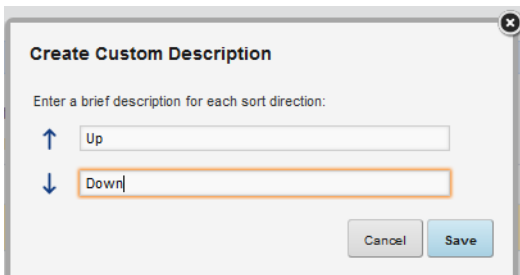 Create Custom Description
Enter a brief description for each sort direction:
Up
Down
Cancel Save